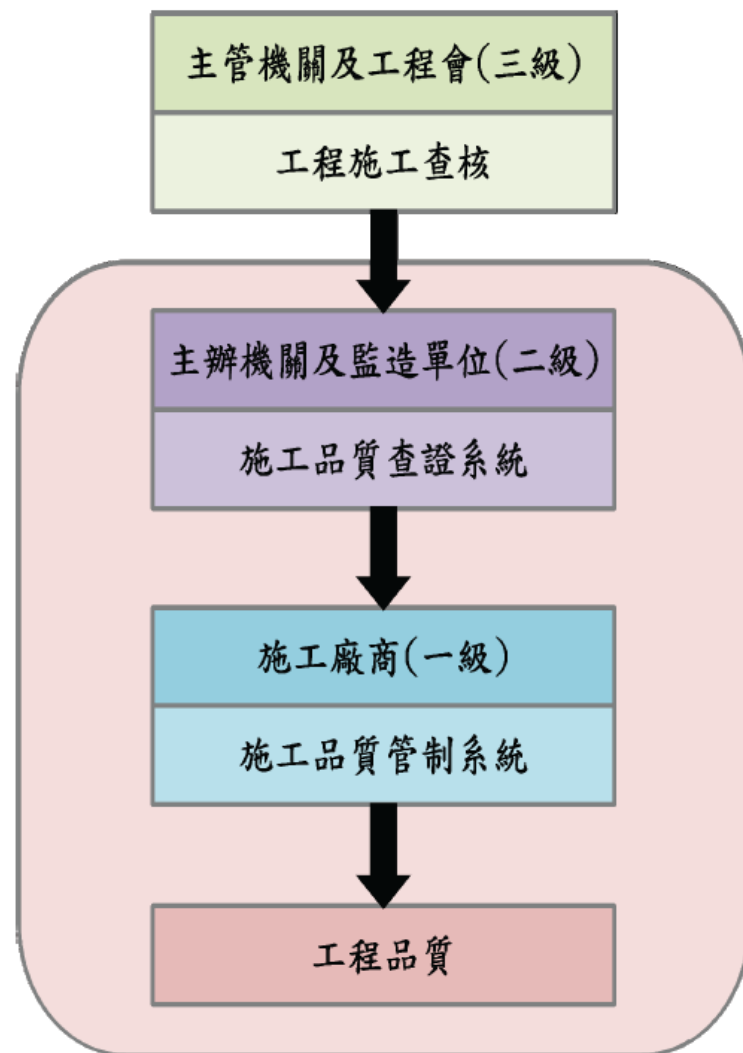 主管機關及工程會(三級)
工程施工查核
主辦機關及監造單位(二級)
施工品質查證系統
施工廠商(一級)
施工品質管制系統
工程品質